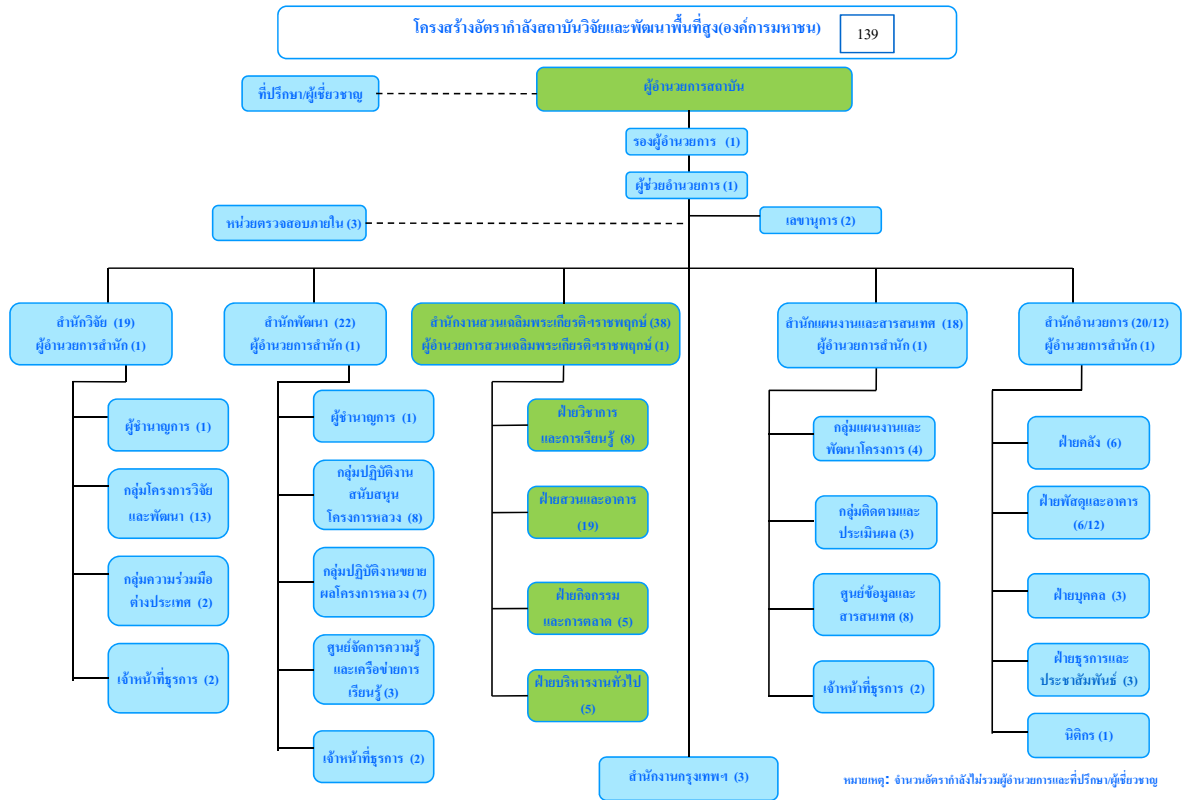 โครงสร้างอัตรากำลังสถาบันวิจัยและพัฒนาพื้นที่สูง(องค์การมหาชน) 139
ที่ปรึกษา/ผู้เชี่ยวชาญ
ผู้อำนวยการสถาบัน
รองผู้อำนวยการ (1)
ผู้ช่วยอำนวยการ (1)
หน่วยตรวจสอบภายใน (3)
เลขานุการ (2)
สำนักวิจัย (19)
ผู้อำนวยการสำนัก (1)
ผู้ชำนาญการ (1)
กลุ่มโครงการวิจัย
และพัฒนา (13)
กลุ่มความร่วมมือ
ต่างประเทศ (2)
เจ้าหน้าที่ธุรการ (2)
สำนักพัฒนา (22)
ผู้อำนวยการสำนัก (1)
ผู้ชำนาญการ (1)
กลุ่มปฏิบัติงาน
สนับสนุน
โครงการหลวง (8)
กลุ่มปฏิบัติงานขยาย
ผลโครงการหลวง (7)
ศูนย์จัดการความรู้
และเครือข่ายการ
เรียนรู้ (3)
เจ้าหน้าที่ธุรการ (2)
สำนักงานสวนเฉลิมพระเกียรติฯราชพฤกษ์ (38)
ผู้อำนวยการสวนเฉลิมพระเกียรติฯราชพฤกษ์ (1)
ฝ่ายวิชาการ
และการเรียนรู้ (8)
ฝ่ายสวนและอาคาร
(19)
ฝ่ายกิจกรรม
และการตลาด (5)
ฝ่ายบริหารงานทั่วไป
(5)
สำนักแผนงานและสารสนเทศ (18)
ผู้อำนวยการสำนัก (1)
กลุ่มแผนงานและ
พัฒนาโครงการ (4)
กลุ่มติดตามและ
ประเมินผล (3)
ศูนย์ข้อมูลและ
สารสนเทศ (8)
เจ้าหน้าที่ธุรการ (2)
สำนักอำนวยการ (20/12)
ผู้อำนวยการสำนัก (1)
ฝ่ายคลัง (6)
ฝ่ายพัสดุและอาคาร
(6/12)
ฝ่ายบุคคล (3)
ฝ่ายธุรการและ
ประชาสัมพันธ์ (3)
นิติกร (1)
สำนักงานกรุงเทพฯ (3)
หมายเหตุ: จำนวนอัตรากำลังไม่รวมผู้อำนวยการและที่ปรึกษา/ผู้เชี่ยวชาญ